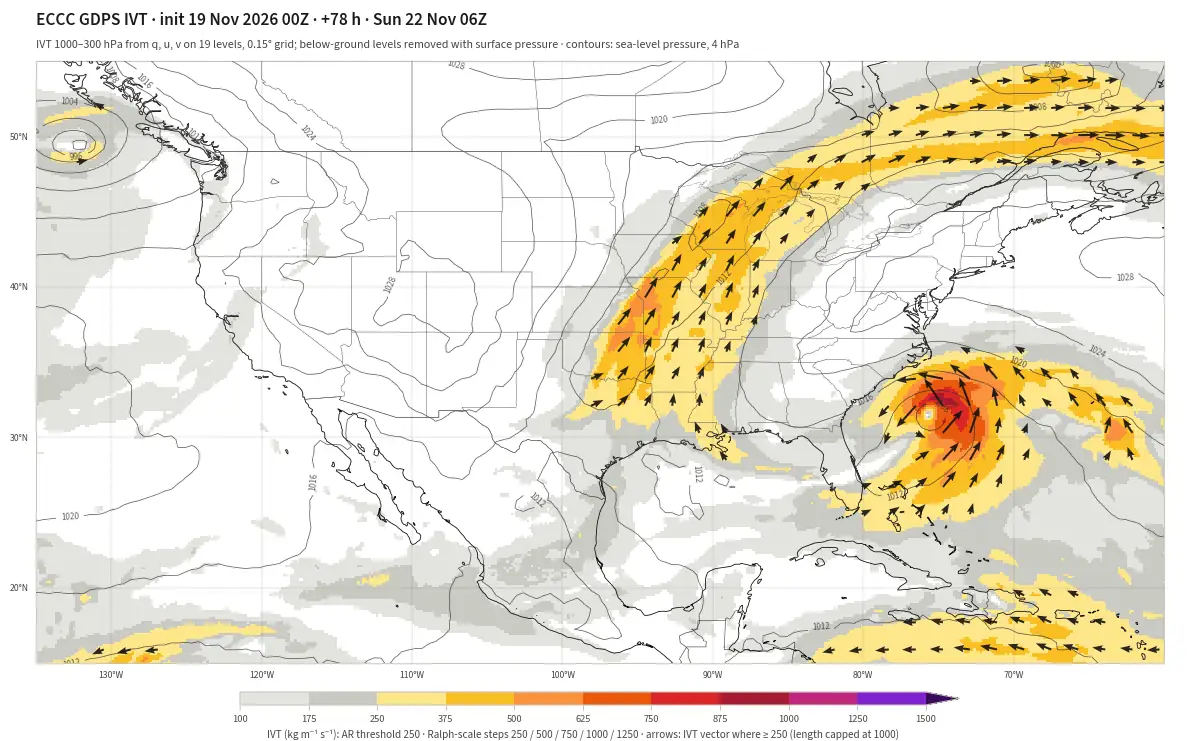 ECCC GDPS IVT · init 19 Nov 2026 00Z · +78 h · Sun 22 Nov 06Z
IVT 1000–300 hPa from q, u, v on 19 levels, 0.15° grid; below-ground levels removed with surface pressure · contours: sea-level pressure, 4 hPa
1028
1016
1004
1008
1020
1024
50°N
996
1028
1028
40°N
1024
1020
1016
30°N
1012
1016
1012
1012
1020
20°N
1012
1012
130°W 120°W 110°W 100°W 90°W 80°W 70°W
100 175 250 375 500 625 750 875 1000 1250 1500
IVT (kg m⁻¹ s⁻¹): AR threshold 250 · Ralph-scale steps 250 / 500 / 750 / 1000 / 1250 · arrows: IVT vector where ≥ 250 (length capped at 1000)